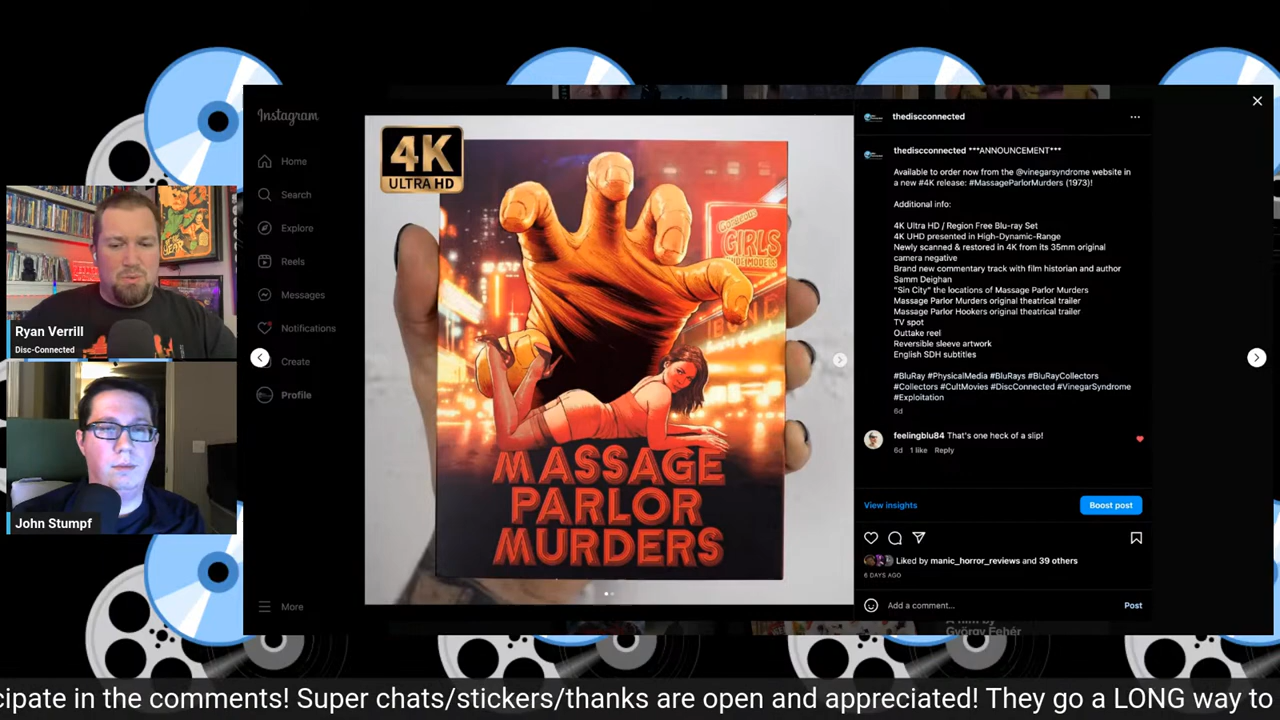 Instagram
Home
Search
Explore
Reels
Messages
Notifications
Create
Profile
More
Ryan Verrill
Disc-Connected
John Stumpf
4K
ULTRA HD
GIRLS
MASSAGE
PARLOR
MURDERS
thedisconnected
thedisconnected ***ANNOUNCEMENT***
Available to order now from the @vinegarsyndrome website in
a new #4K release: #MassageParlorMurders (1973)!
Additional info:
4K Ultra HD / Region Free Blu-ray Set
4K UHD presented in High-Dynamic-Range
Newly scanned & restored in 4K from its 35mm original
camera negative
Brand new commentary track with film historian and author
Samm Deighan
"Sin City" the locations of Massage Parlor Murders
Massage Parlor Murders original theatrical trailer
Massage Parlor Hookers original theatrical trailer
TV spot
Outtake reel
Reversible sleeve artwork
English SDH subtitles
#BluRay #PhysicalMedia #BluRays #BluRayCollectors
#Collectors #CultMovies #DiscConnected #VinegarSyndrome
#Exploitation
6d
feelingblu84 That's one heck of a slip!
6d 1 like Reply
View insights
Boost post
Liked by manic_horror_reviews and 39 others
6 DAYS AGO
Add a comment...
Post
György Fehér
cipate in the comments! Super chats/stickers/thanks are open and appreciated! They go a LONG way to